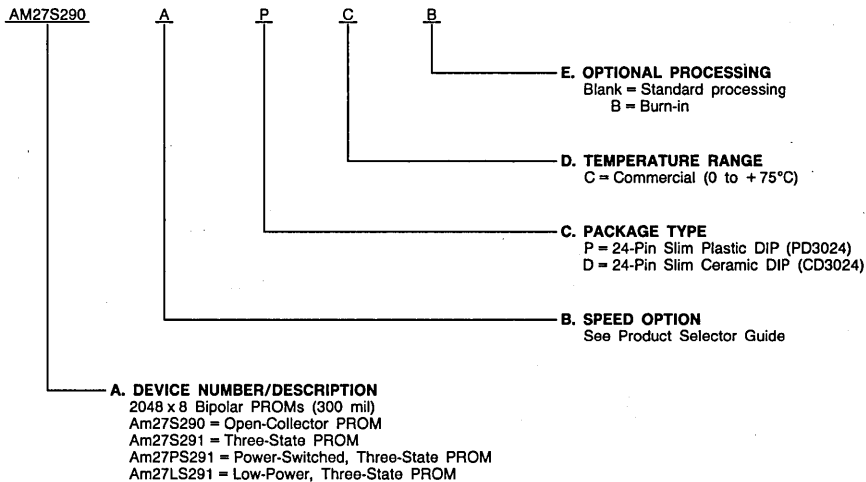 AM27S290 A P C B
E. OPTIONAL PROCESSING
Blank = Standard processing
B = Burn-in
D. TEMPERATURE RANGE
C = Commercial (0 to +75°C)
C. PACKAGE TYPE
P = 24-Pin Slim Plastic DIP (PD3024)
D = 24-Pin Slim Ceramic DIP (CD3024)
B. SPEED OPTION
See Product Selector Guide
A. DEVICE NUMBER/DESCRIPTION
2048 x 8 Bipolar PROMs (300 mil)
Am27S290 = Open-Collector PROM
Am27S291 = Three-State PROM
Am27PS291 = Power-Switched, Three-State PROM
Am27LS291 = Low-Power, Three-State PROM